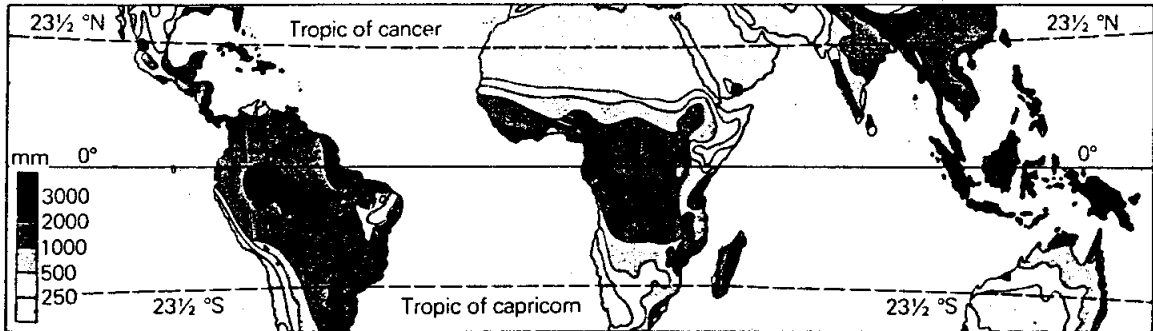 23½ °N
Tropic of cancer
23½ °N
mm
0°
0°
3000
2000
1000
500
250
23½ °S
Tropic of capricorn
23½ °S